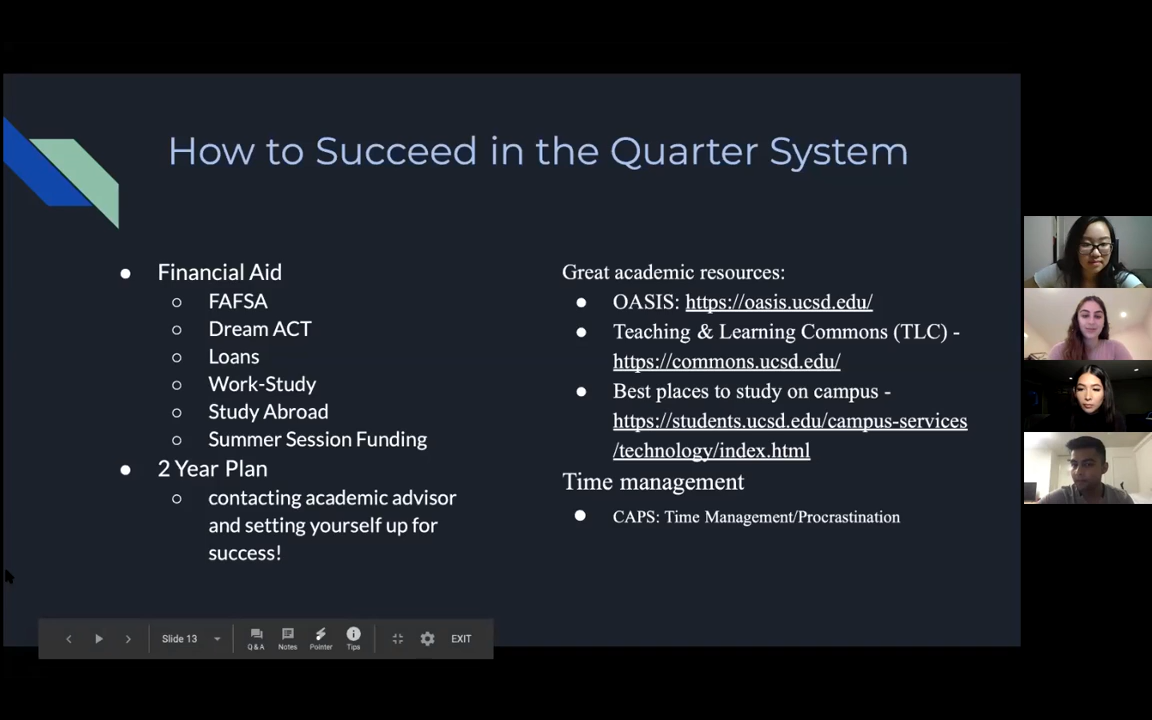 How to Succeed in the Quarter System
● Financial Aid
○ FAFSA
○ Dream ACT
○ Loans
○ Work-Study
○ Study Abroad
○ Summer Session Funding
● 2 Year Plan
○ contacting academic advisor
and setting yourself up for
success!
Great academic resources:
● OASIS: https://oasis.ucsd.edu/
● Teaching & Learning Commons (TLC) -
https://commons.ucsd.edu/
● Best places to study on campus -
https://students.ucsd.edu/campus-services
/technology/index.html
Time management
● CAPS: Time Management/Procrastination
Slide 13
Q & A
Notes
Pointer
Tips
EXIT